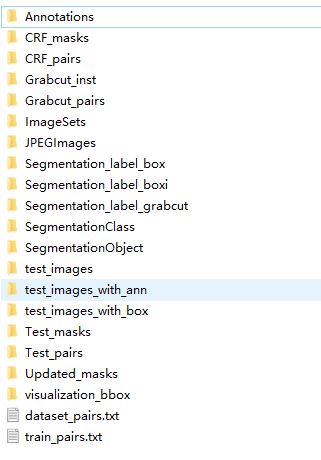 Annotations
CRF_masks
CRF_pairs
Grabcut_inst
Grabcut_pairs
ImageSets
JPEGImages
Segmentation_label_box
Segmentation_label_boxi
Segmentation_label_grabcut
SegmentationClass
SegmentationObject
test_images
test_images_with_ann
test_images_with_box
Test_masks
Test_pairs
Updated_masks
visualization_bbox
dataset_pairs.txt
train_pairs.txt